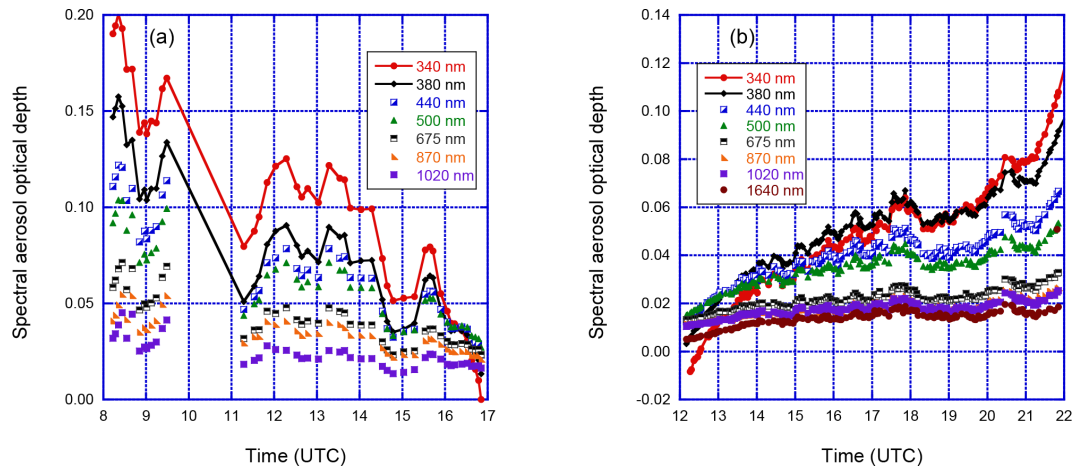 (a)
0.20
0.15
0.10
0.05
0.00
Spectral aerosol optical depth
340 nm
380 nm
440 nm
500 nm
675 nm
870 nm
1020 nm
8 9 10 11 12 13 14 15 16 17
Time (UTC)
(b)
0.14
0.12
0.10
0.08
0.06
0.04
0.02
0.00
-0.02
Spectral aerosol optical depth
340 nm
380 nm
440 nm
500 nm
675 nm
870 nm
1020 nm
1640 nm
12 13 14 15 16 17 18 19 20 21 22
Time (UTC)